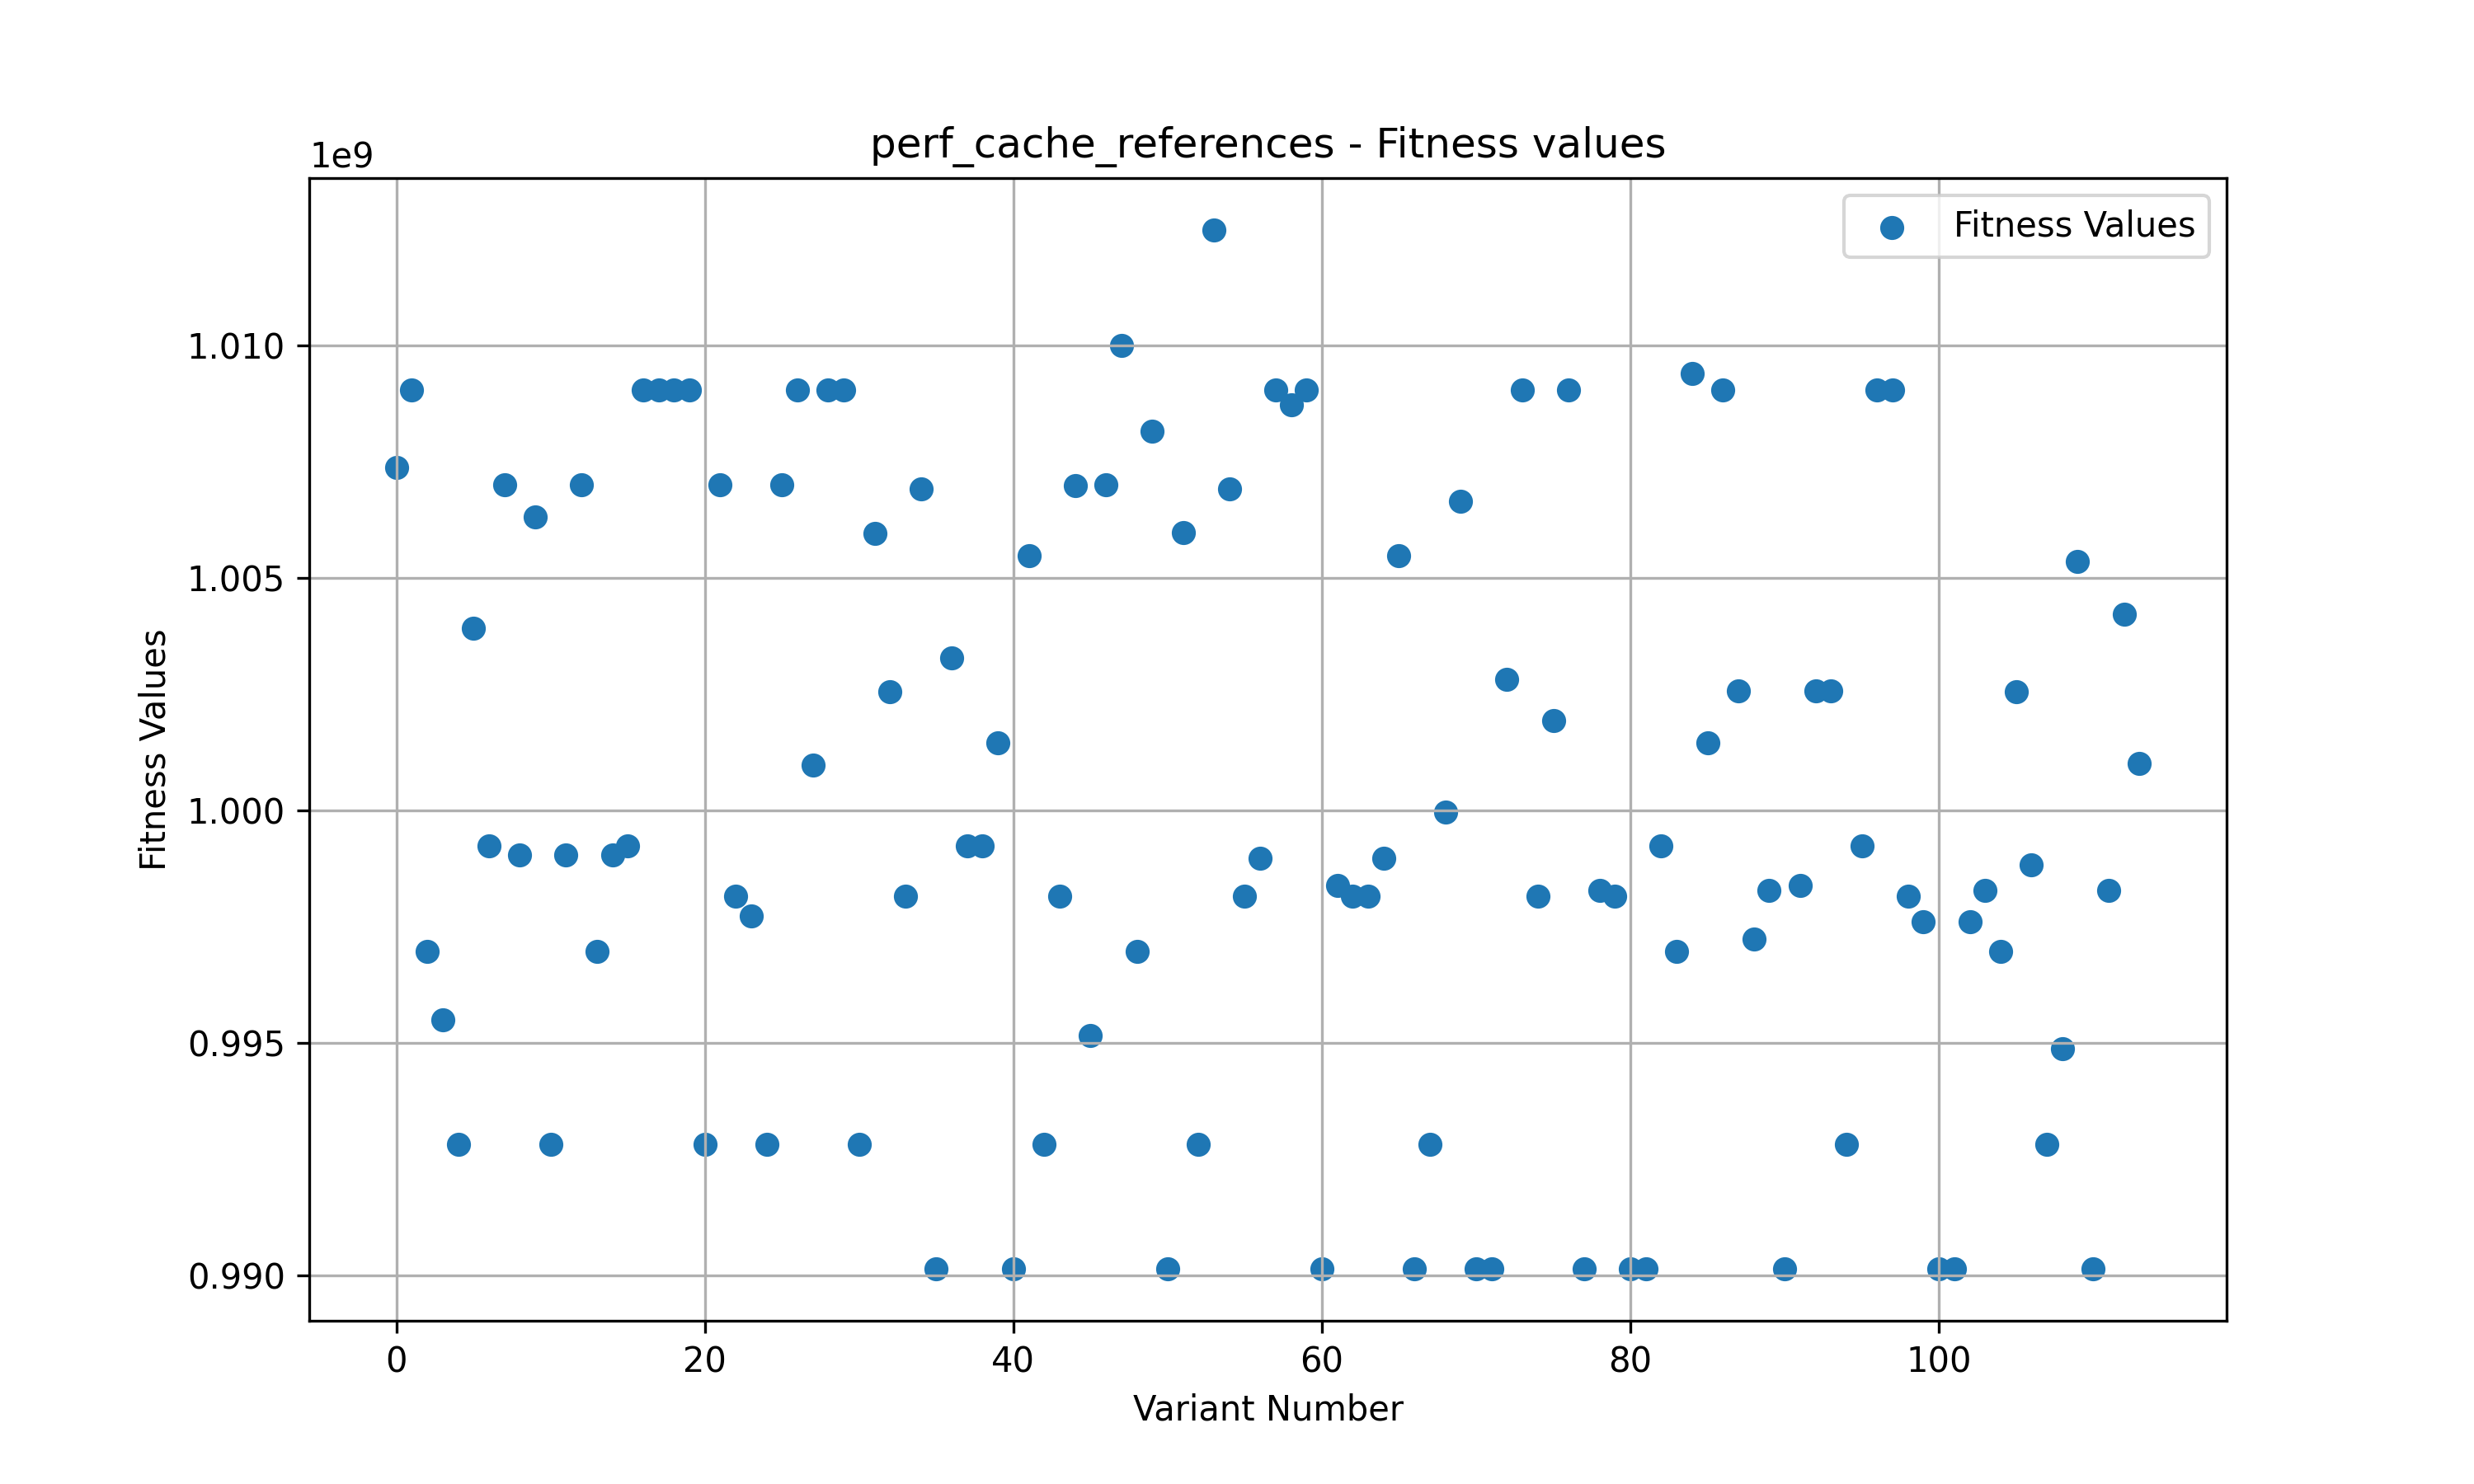 perf_cache_references - Fitness values
1e9
Fitness Values
1.010
1.005
1.000
0.995
0.990
Fitness Values
0 20 40 60 80 100
Variant Number